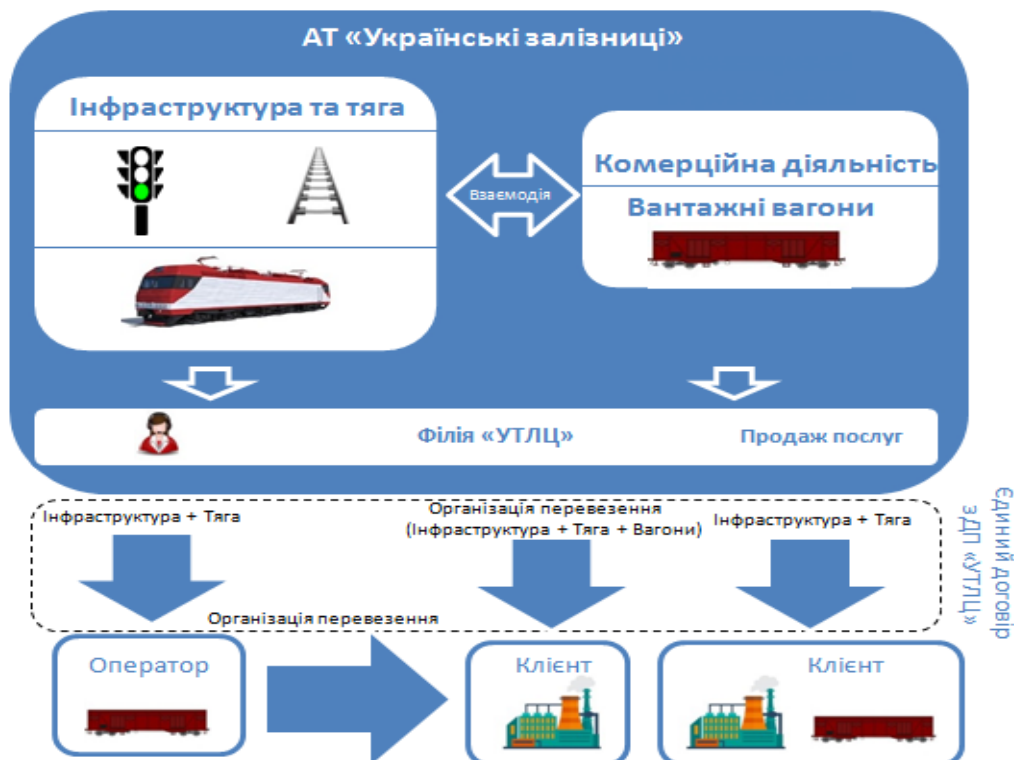 АТ «Українські залізниці»
Інфраструктура та тяга
Взаємодія
Комерційна діяльність
Вантажні вагони
Філія «УТЛЦ»
Продаж послуг
Інфраструктура + Тяга
Організація перевезення
(Інфраструктура + Тяга + Вагони)
Інфраструктура + Тяга
Єдиний договір
з ДП «УТЛЦ»
Організація перевезення
Оператор
Клієнт
Клієнт